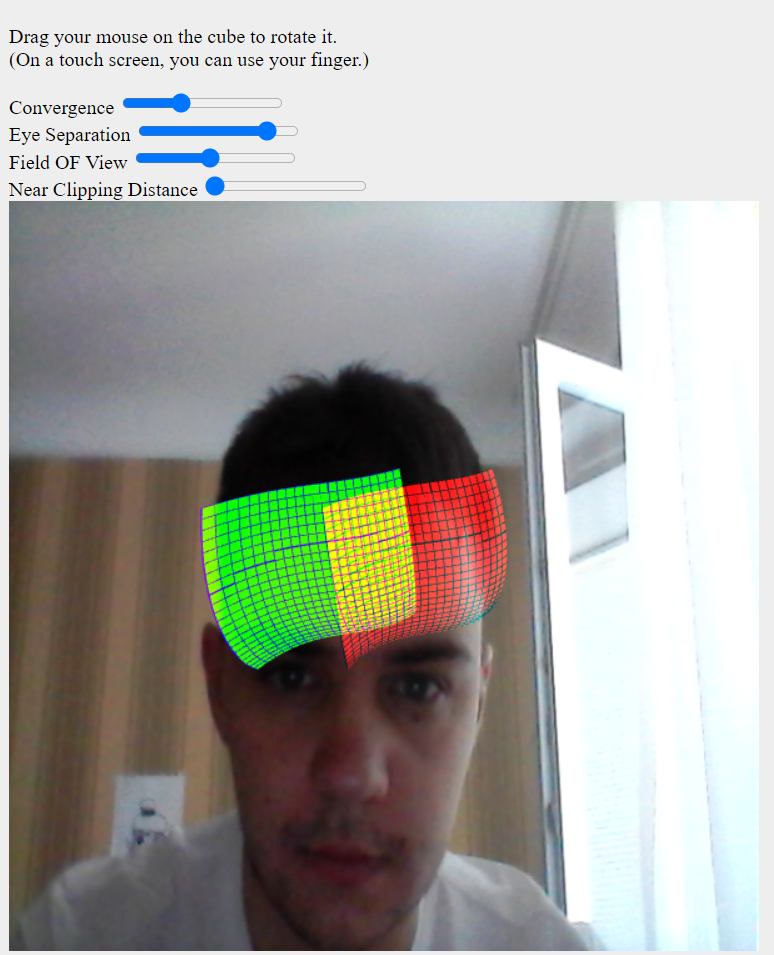 Drag your mouse on the cube to rotate it.
(On a touch screen, you can use your finger.)
Convergence
Eye Separation
Field OF View
Near Clipping Distance